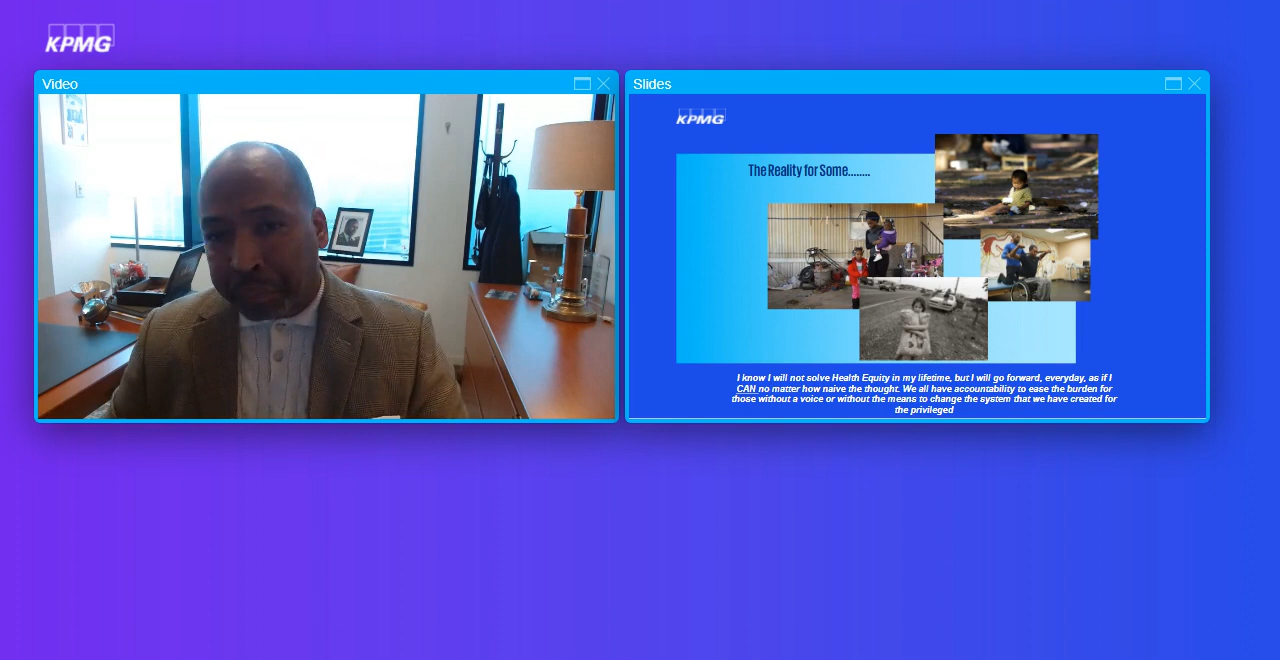 KPMG
Video
Slides
KPMG
The Reality for Some........
I know I will not solve Health Equity in my lifetime, but I will go forward, everyday, as if I
CAN no matter how naive the thought. We all have accountability to ease the burden for
those without a voice or without the means to change the system that we have created for
the privileged